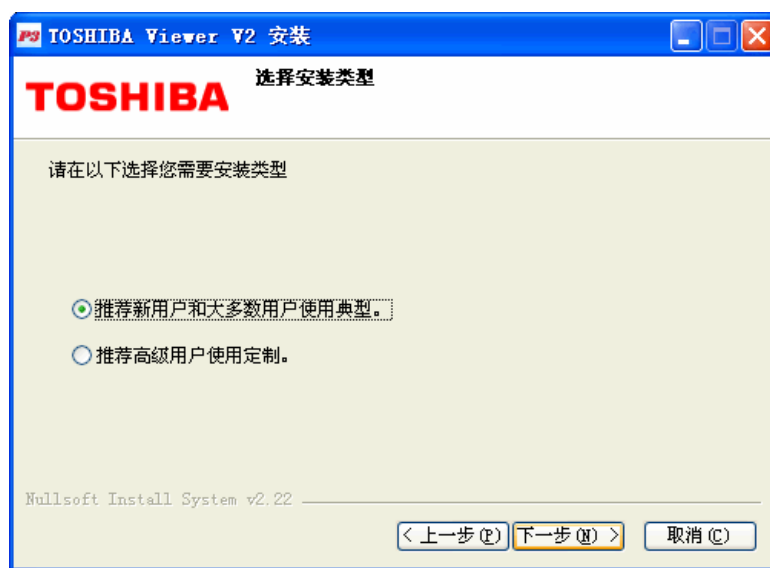 P3 TOSHIBA Viewer V2 安装
TOSHIBA
选择安装类型
请在以下选择您需要安装类型
推荐新用户和大多数用户使用典型。
推荐高级用户使用定制。
Nullsoft Install System v2.22
< 上一步(P) 下一步(N) > 取消(C)